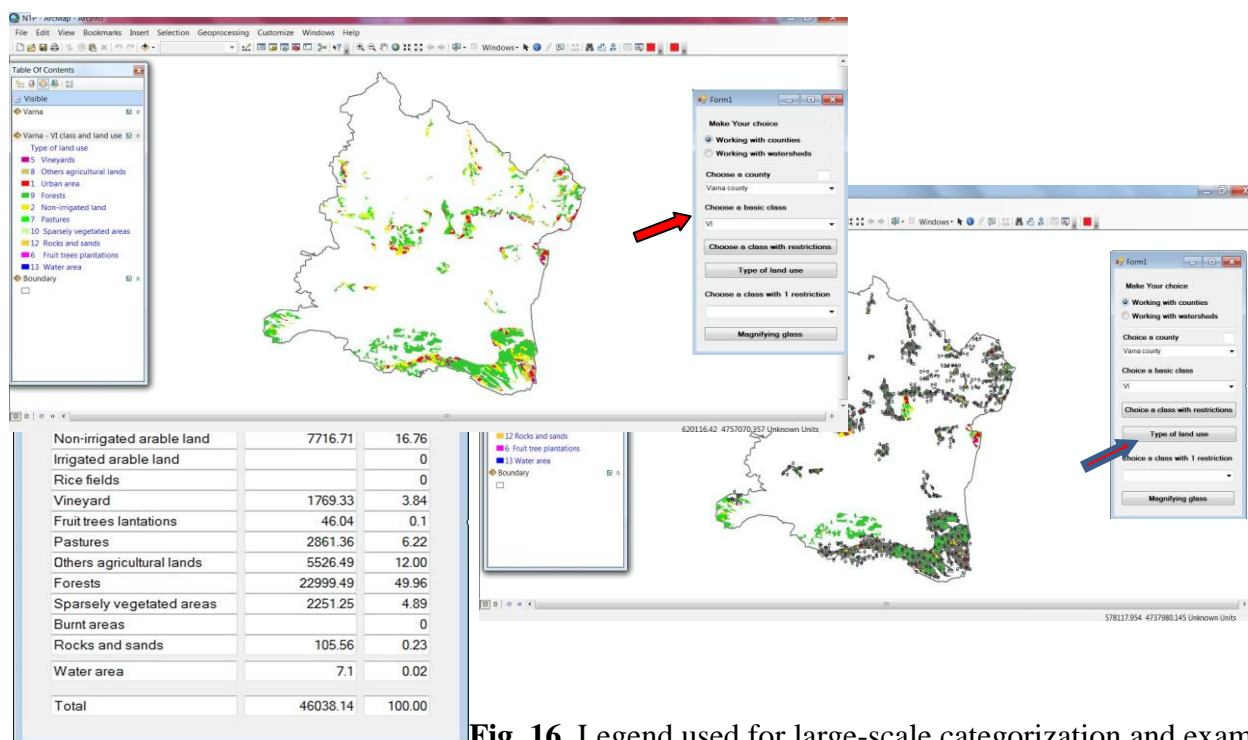 N1P - ArcMap - ArcInfo
File Edit View Bookmarks Insert Selection Geoprocessing Customize Windows Help
Windows
Table Of Contents
Visible
Varna
Varna - VI class and land use
Type of land use
5 Vineyards
8 Others agricultural lands
1 Urban area
9 Forests
2 Non-irrigated land
7 Pastures
10 Sparsely vegetated areas
12 Rocks and sands
6 Fruit trees plantations
13 Water area
Boundary
Form1
Make Your choice
Working with counties
Working with watersheds
Choose a county
Varna county
Choose a basic class
VI
Choose a class with restrictions
Type of land use
Choose a class with 1 restriction
Magnifying glass
620116.42 4757070.357 Unknown Units
Windows
Form1
Make Your choice
Working with counties
Working with watersheds
Choice a county
Varna county
Choice a basic class
VI
Choice a class with restrictions
Type of land use
Choice a class with 1 restriction
Magnifying glass
12 Rocks and sands
6 Fruit tree plantations
13 Water area
Boundary
578117.954 4737980.145 Unknown Units
Non-irrigated arable land 7716.71 16.76
Irrigated arable land 0
Rice fields 0
Vineyard 1769.33 3.84
Fruit trees lantations 46.04 0.1
Pastures 2861.36 6.22
Others agricultural lands 5526.49 12.00
Forests 22999.49 49.96
Sparsely vegetated areas 2251.25 4.89
Burnt areas 0
Rocks and sands 105.56 0.23
Water area 7.1 0.02
Total 46038.14 100.00
Fig. 16. Legend used for large-scale categorization and exam